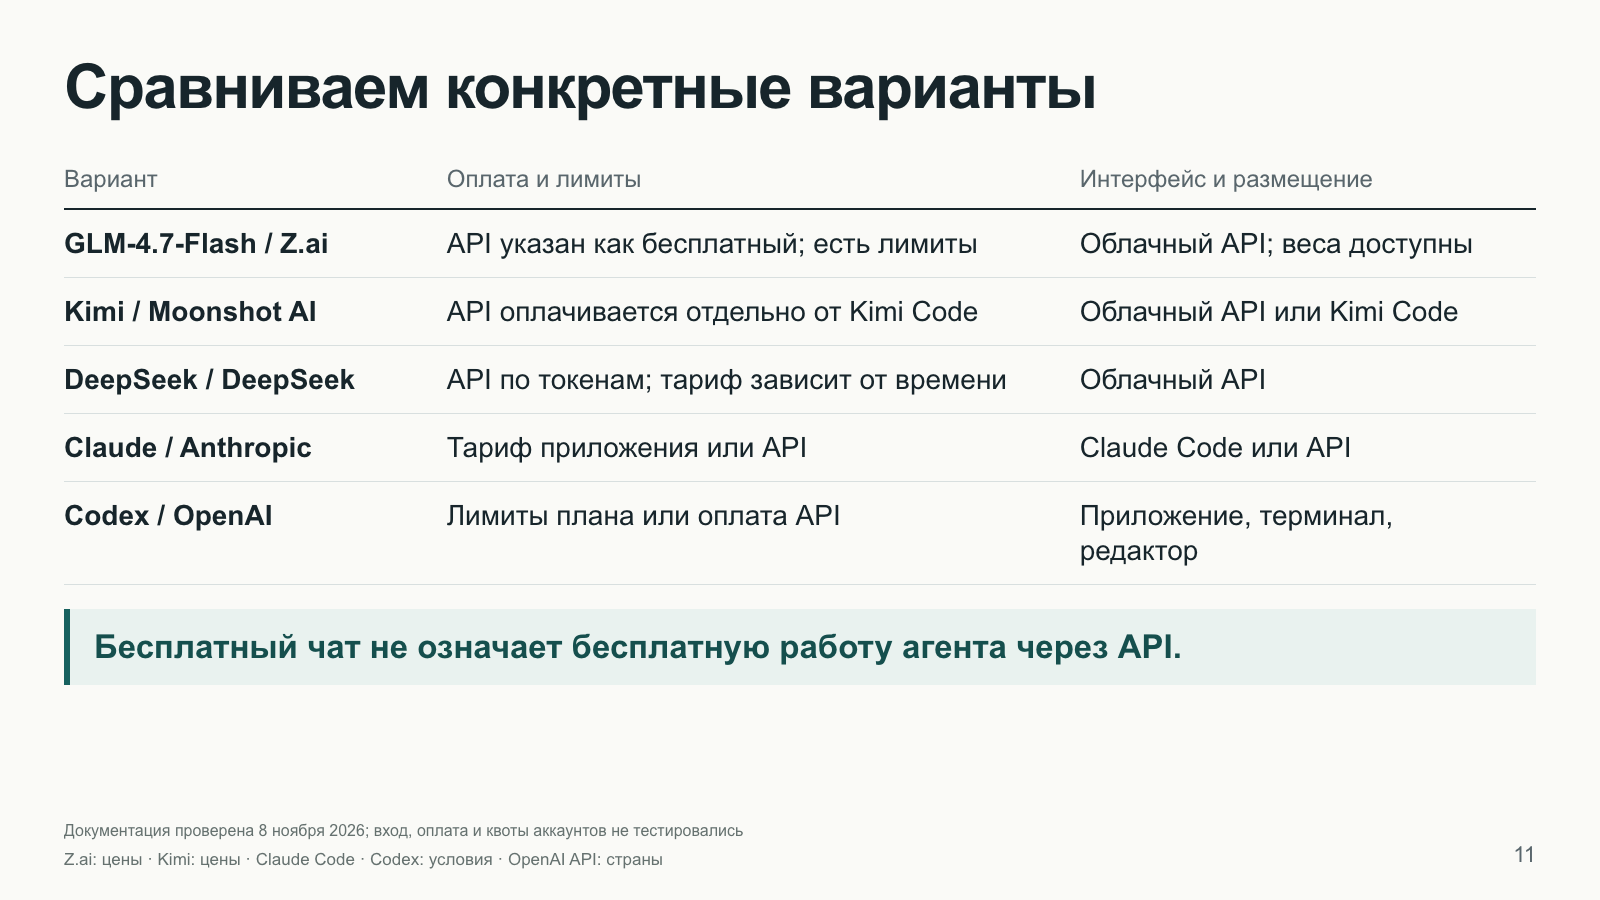 Сравниваем конкретные варианты
Вариант Оплата и лимиты Интерфейс и размещение
GLM-4.7-Flash / Z.ai API указан как бесплатный; есть лимиты Облачный API; веса доступны
Kimi / Moonshot AI API оплачивается отдельно от Kimi Code Облачный API или Kimi Code
DeepSeek / DeepSeek API по токенам; тариф зависит от времени Облачный API
Claude / Anthropic Тариф приложения или API Claude Code или API
Codex / OpenAI Лимиты плана или оплата API Приложение, терминал,
редактор
Бесплатный чат не означает бесплатную работу агента через API.
Документация проверена 8 ноября 2026; вход, оплата и квоты аккаунтов не тестировались
Z.ai: цены · Kimi: цены · Claude Code · Codex: условия · OpenAI API: страны
11